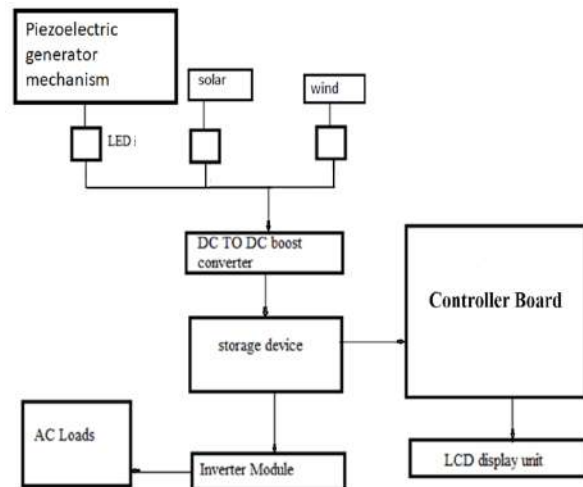 Piezoelectric
generator
mechanism
solar
wind
LED i
DC TO DC boost
converter
storage device
Controller Board
AC Loads
Inverter Module
LCD display unit